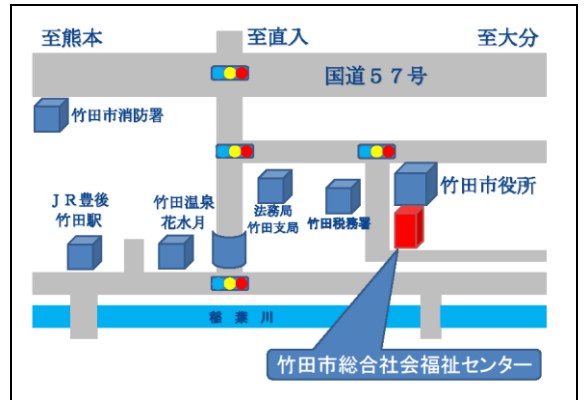 至熊本
至直入
至大分
国道５７号
竹田市消防署
ＪＲ豊後
竹田駅
竹田温泉
花水月
法務局
竹田支局
竹田税務署
竹田市役所
稲葉川
竹田市総合社会福祉センター